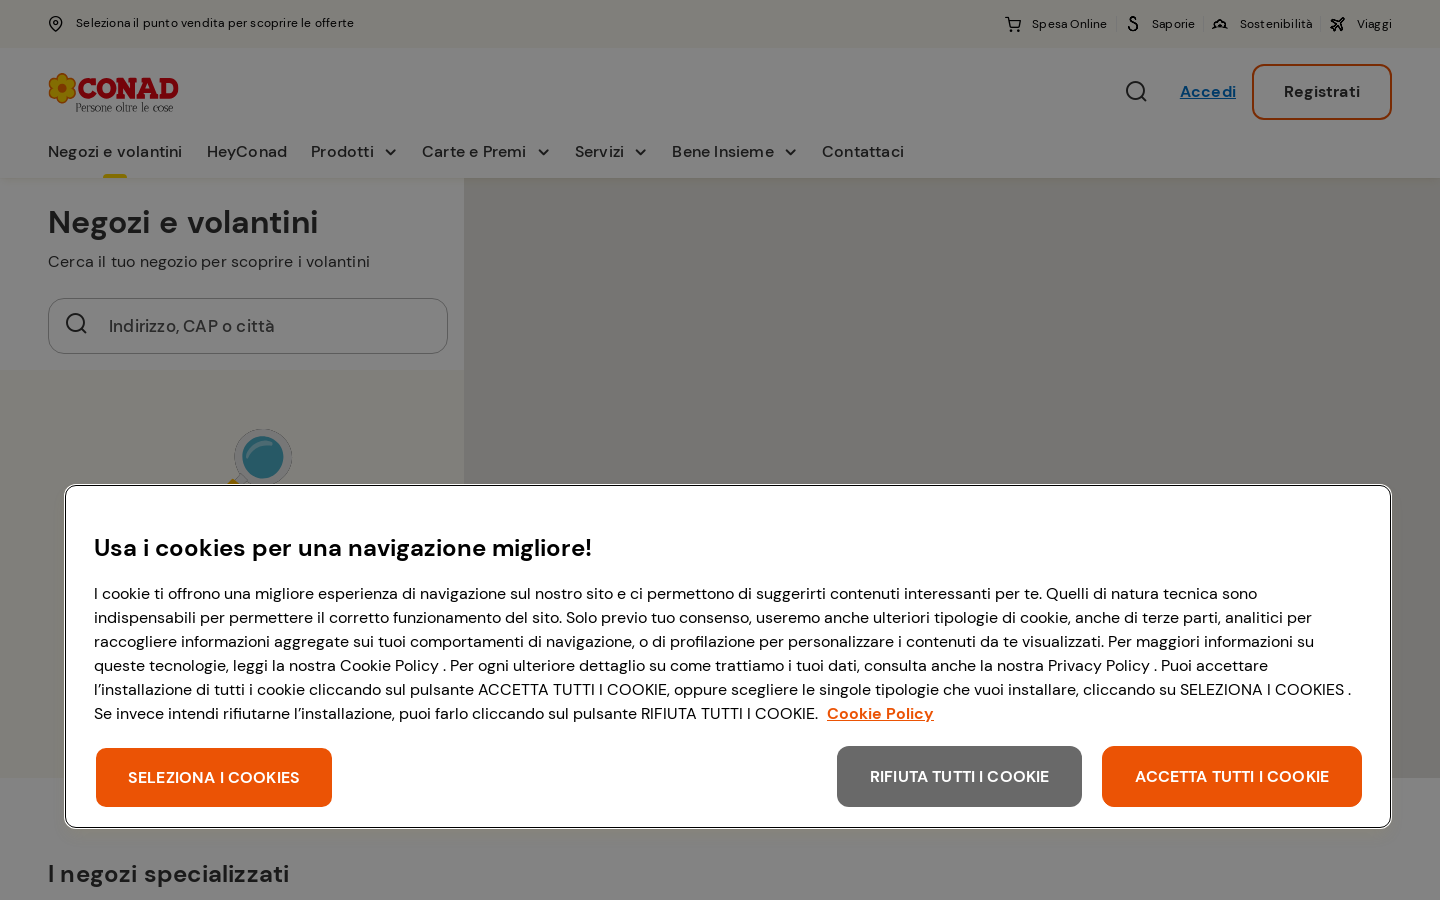 Seleziona il punto vendita per scoprire le offerte
Spesa Online
Saporie
Sostenibilità
Viaggi
CONAD
Persone oltre le cose
Accedi
Registrati
Negozi e volantini
HeyConad
Prodotti
Carte e Premi
Servizi
Bene Insieme
Contattaci
Negozi e volantini
Cerca il tuo negozio per scoprire i volantini
Indirizzo, CAP o città
Usa i cookies per una navigazione migliore!
I cookie ti offrono una migliore esperienza di navigazione sul nostro sito e ci permettono di suggerirti contenuti interessanti per te. Quelli di natura tecnica sono
indispensabili per permettere il corretto funzionamento del sito. Solo previo tuo consenso, useremo anche ulteriori tipologie di cookie, anche di terze parti, analitici per
raccogliere informazioni aggregate sui tuoi comportamenti di navigazione, o di profilazione per personalizzare i contenuti da te visualizzati. Per maggiori informazioni su
queste tecnologie, leggi la nostra Cookie Policy . Per ogni ulteriore dettaglio su come trattiamo i tuoi dati, consulta anche la nostra Privacy Policy . Puoi accettare
l’installazione di tutti i cookie cliccando sul pulsante ACCETTA TUTTI I COOKIE, oppure scegliere le singole tipologie che vuoi installare, cliccando su SELEZIONA I COOKIES .
Se invece intendi rifiutarne l’installazione, puoi farlo cliccando sul pulsante RIFIUTA TUTTI I COOKIE. Cookie Policy
SELEZIONA I COOKIES
RIFIUTA TUTTI I COOKIE
ACCETTA TUTTI I COOKIE
I negozi specializzati